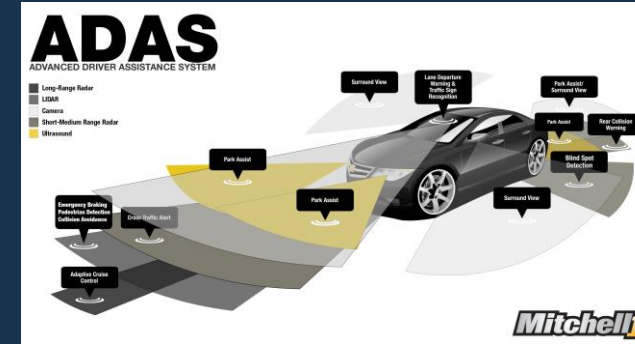 ADAS
ADVANCED DRIVER ASSISTANCE SYSTEM
Long-Range Radar
LIDAR
Camera
Short-Medium Range Radar
Ultrasound
Surround View
Lane Departure
Warning &
Traffic Sign
Recognition
Park Assist/
Surround View
Park Assist
Rear Collision
Warning
Blind Spot
Detection
Park Assist
Park Assist
Surround View
Emergency Braking
Pedestrian Detection
Collision Avoidance
Cross Traffic Alert
Adaptive Cruise
Control
Mitchell